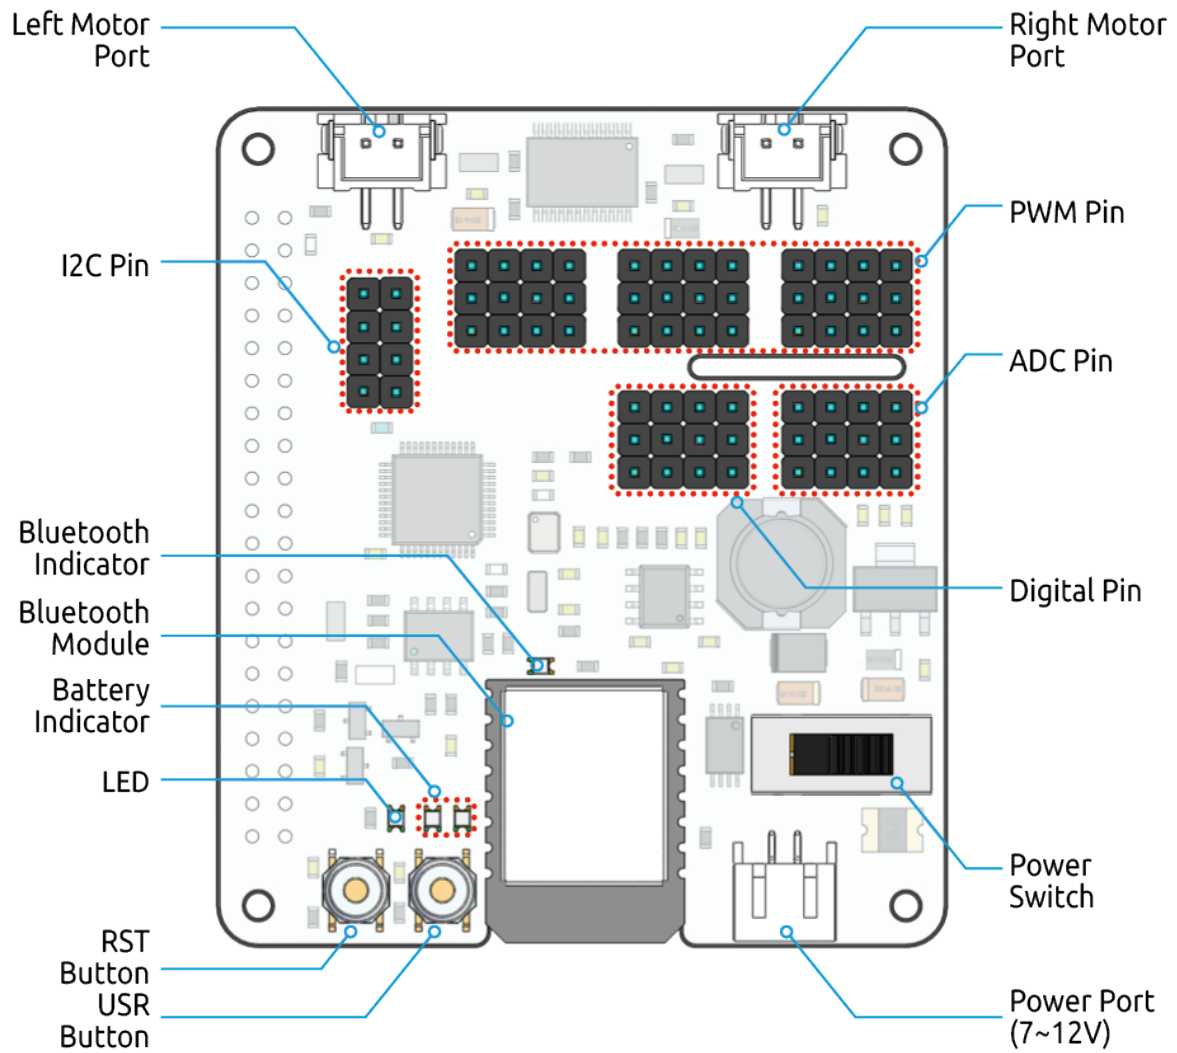 Left Motor
Port
Right Motor
Port
PWM Pin
I2C Pin
ADC Pin
Bluetooth
Indicator
Digital Pin
Bluetooth
Module
Battery
Indicator
LED
Power
Switch
RST
Button
USR
Button
Power Port
(7~12V)